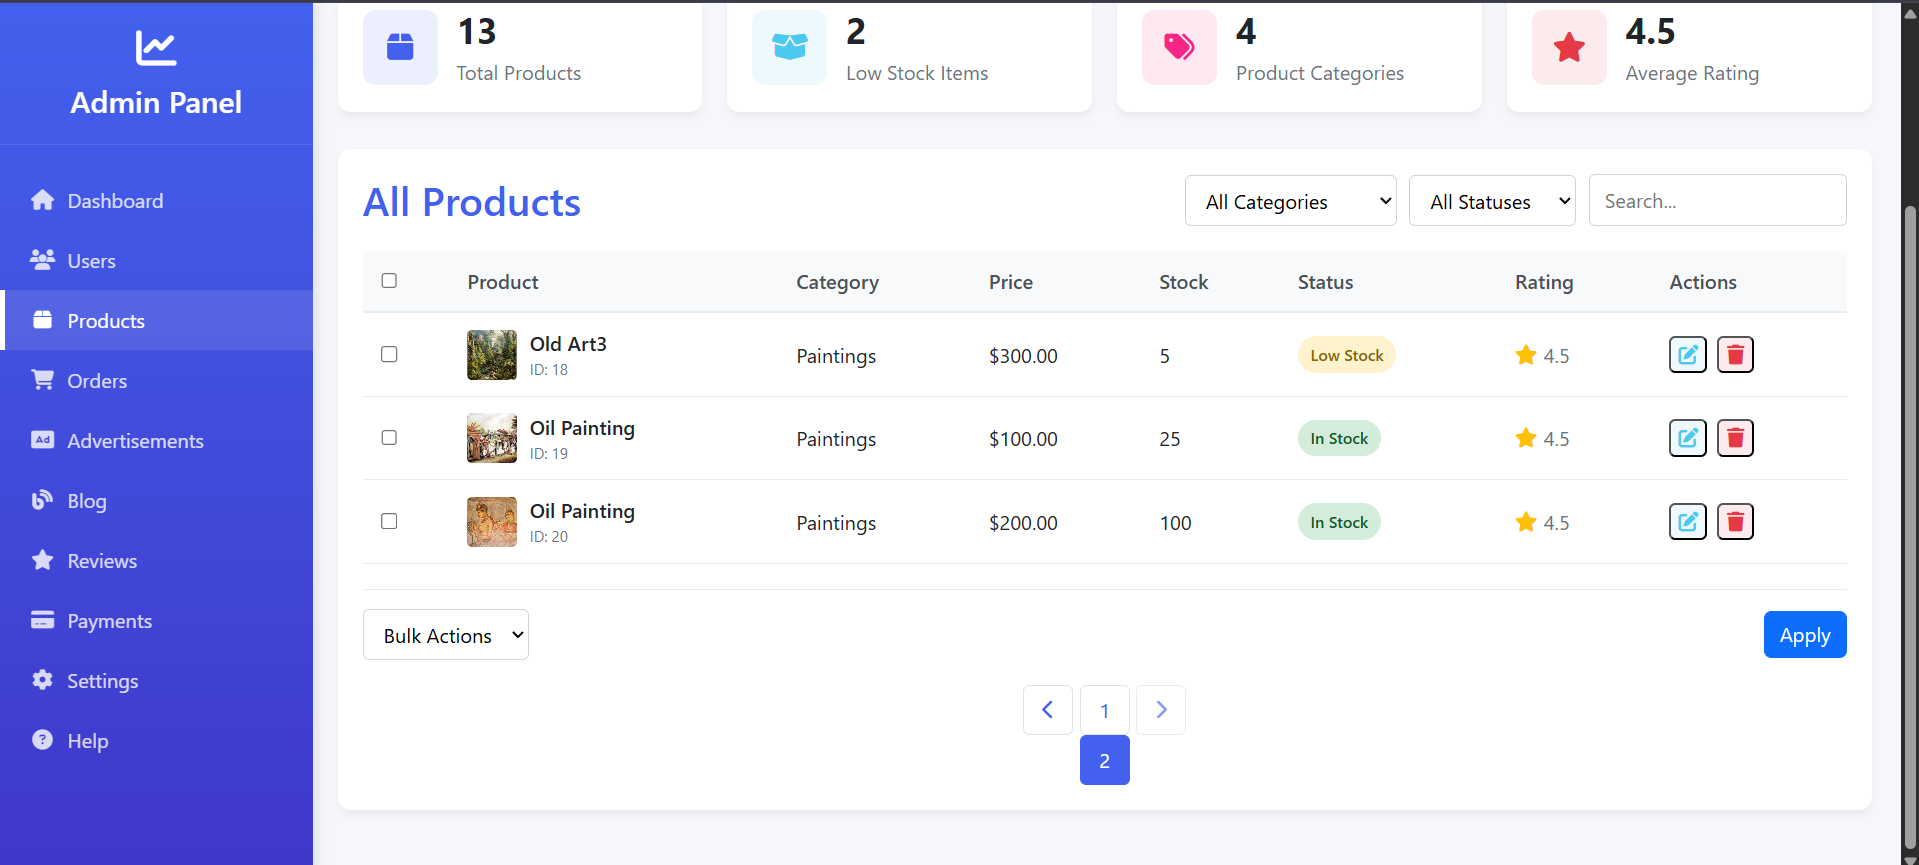 Admin Panel
Dashboard
Users
Products
Orders
Ad Advertisements
Blog
Reviews
Payments
Settings
Help
13
Total Products
2
Low Stock Items
4
Product Categories
4.5
Average Rating
All Products
All Categories
All Statuses
Search...
Product Category Price Stock Status Rating Actions
Old Art3
ID: 18
Paintings $300.00 5 Low Stock 4.5
Oil Painting
ID: 19
Paintings $100.00 25 In Stock 4.5
Oil Painting
ID: 20
Paintings $200.00 100 In Stock 4.5
Bulk Actions
Apply
1
2